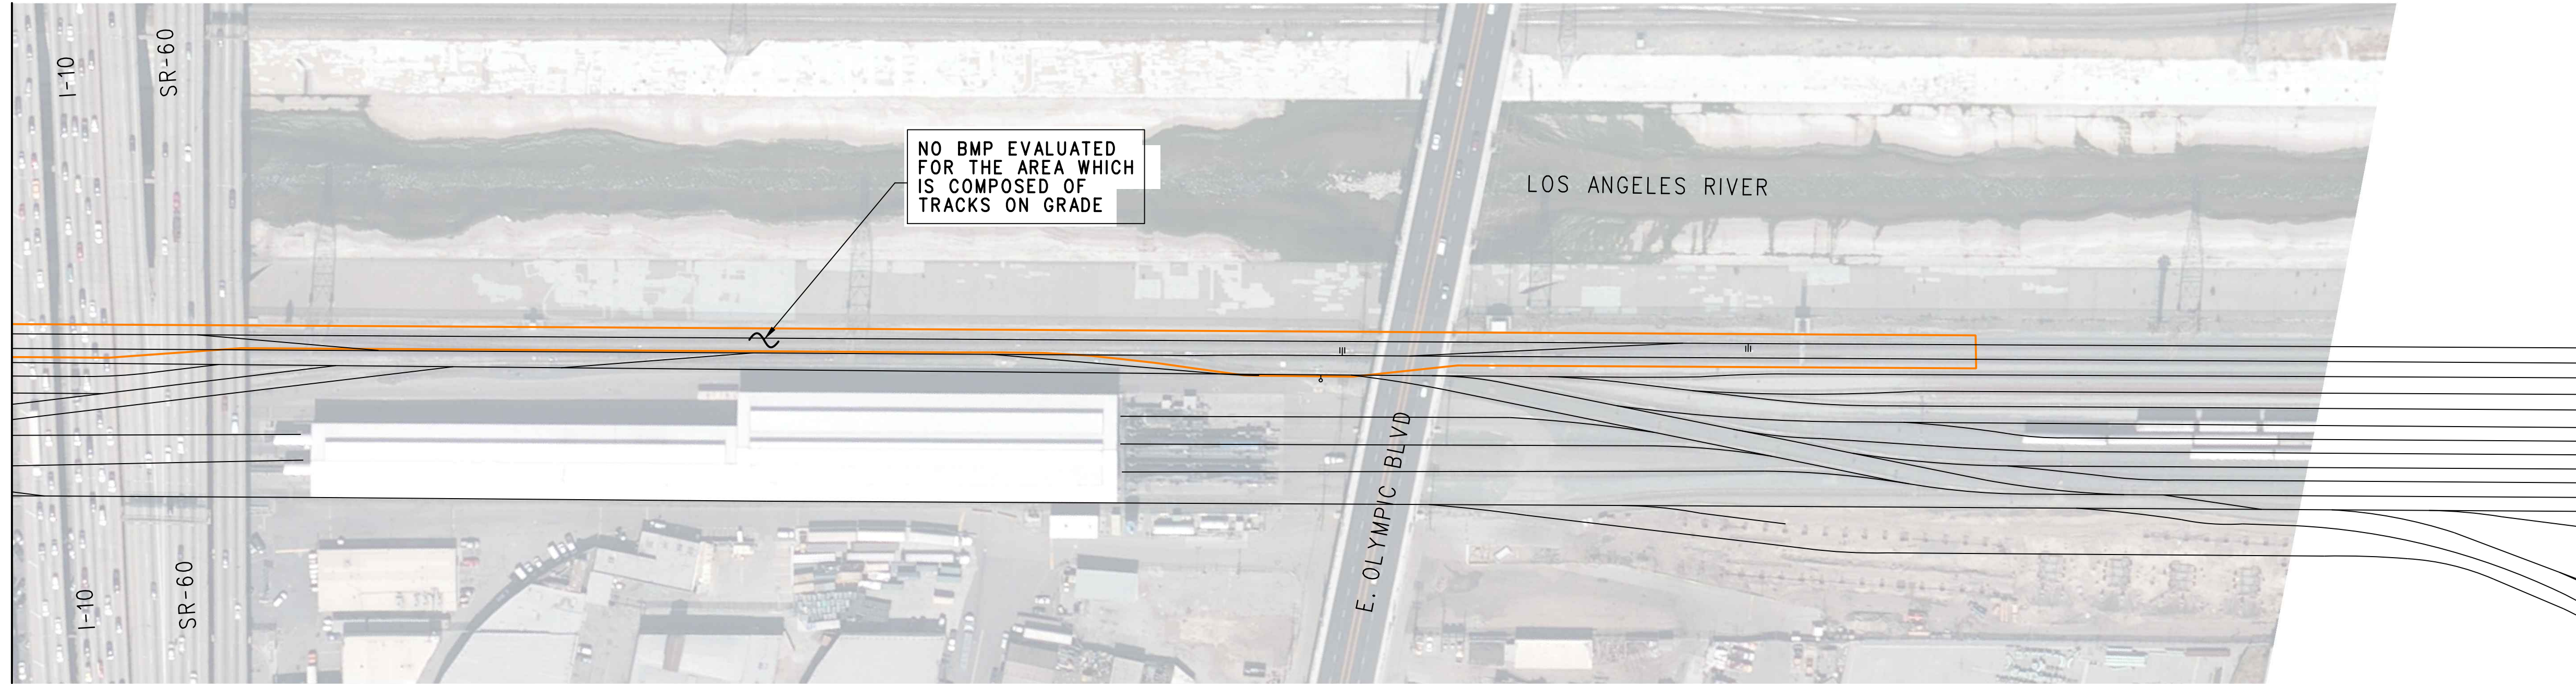 I-10
SR-60
NO BMP EVALUATED
FOR THE AREA WHICH
IS COMPOSED OF
TRACKS ON GRADE
LOS ANGELES RIVER
E. OLYMPIC BLVD
I-10
SR-60